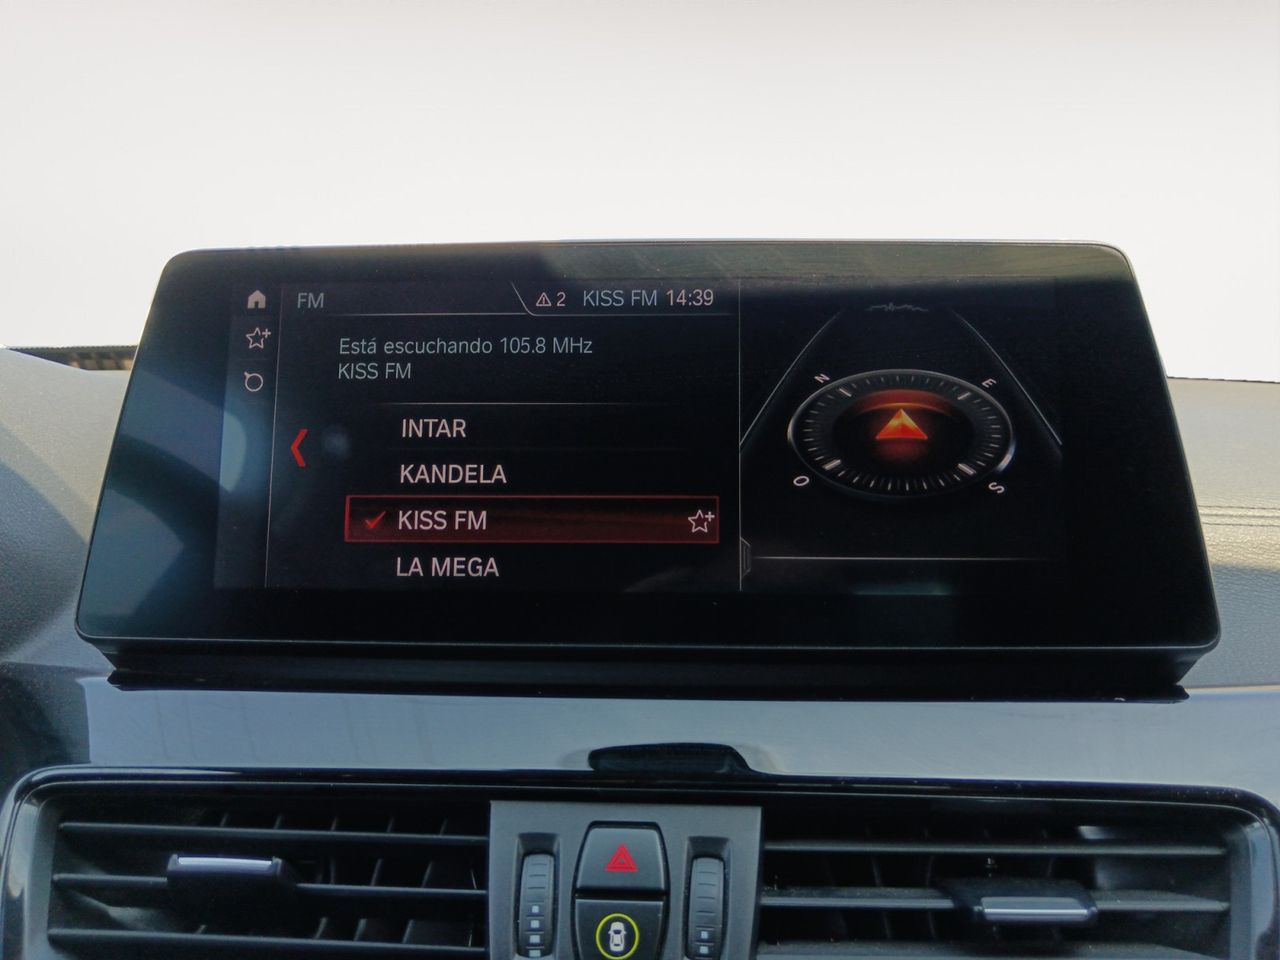 FM
2 KISS FM 14:39
Está escuchando 105.8 MHz
KISS FM
INTAR
KANDELA
KISS FM
LA MEGA
N
E
O
S